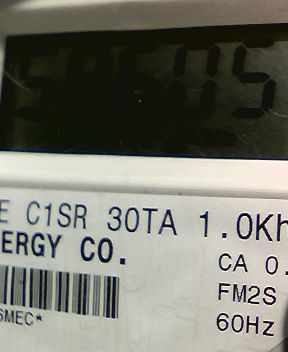 58605
E C1SR 30TA 1.0Kh
ERGY CO.
CA 0.
FM2S
60Hz
SMEC*